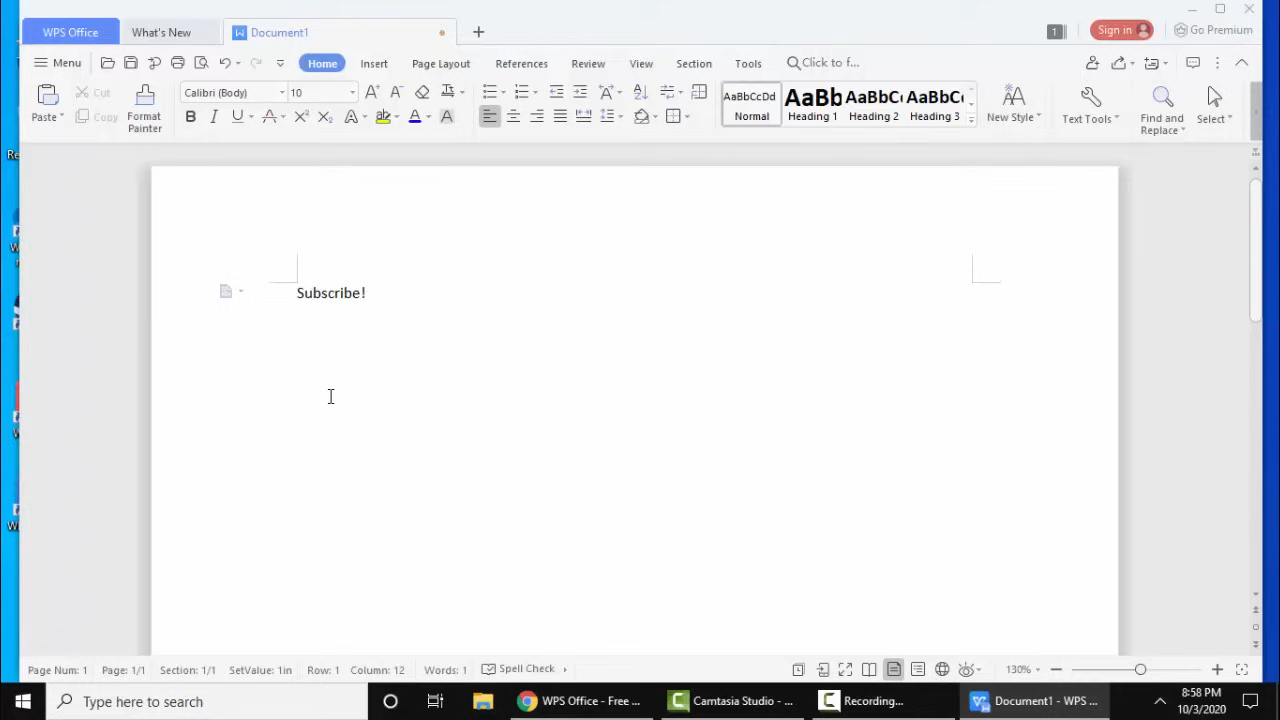 WPS Office
What's New
Document1
1
Sign in
Go Premium
Menu
Home
Insert
Page Layout
References
Review
View
Section
Tools
Click to f...
Paste
Cut
Copy
Format
Painter
Calibri (Body)
10
AaBbCcDd
Normal
AaBb
Heading 1
AaBbC
Heading 2
AaBbC
Heading 3
New Style
Text Tools
Find and
Replace
Select
Subscribe!
Page Num: 1
Page: 1/1
Section: 1/1
SetValue: 1in
Row: 1
Column: 12
Words: 1
Spell Check
130%
Type here to search
WPS Office - Free ...
Camtasia Studio - ...
Recording...
Document1 - WPS ...
8:58 PM
10/3/2020